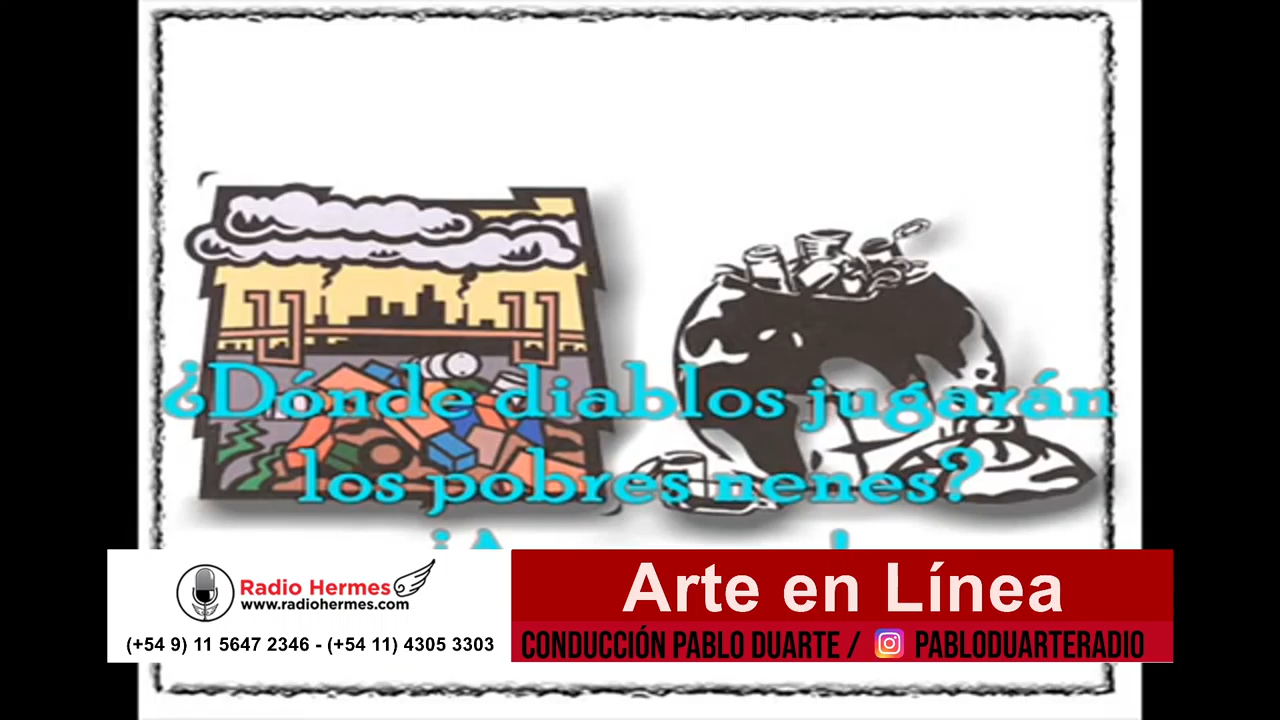 ¿Dónde diablos jugarán
los pobres nenes?
Radio Hermes
www.radiohermes.com
(+54 9) 11 5647 2346 - (+54 11) 4305 3303
Arte en Línea
CONDUCCIÓN PABLO DUARTE / PABLODUARTERADIO